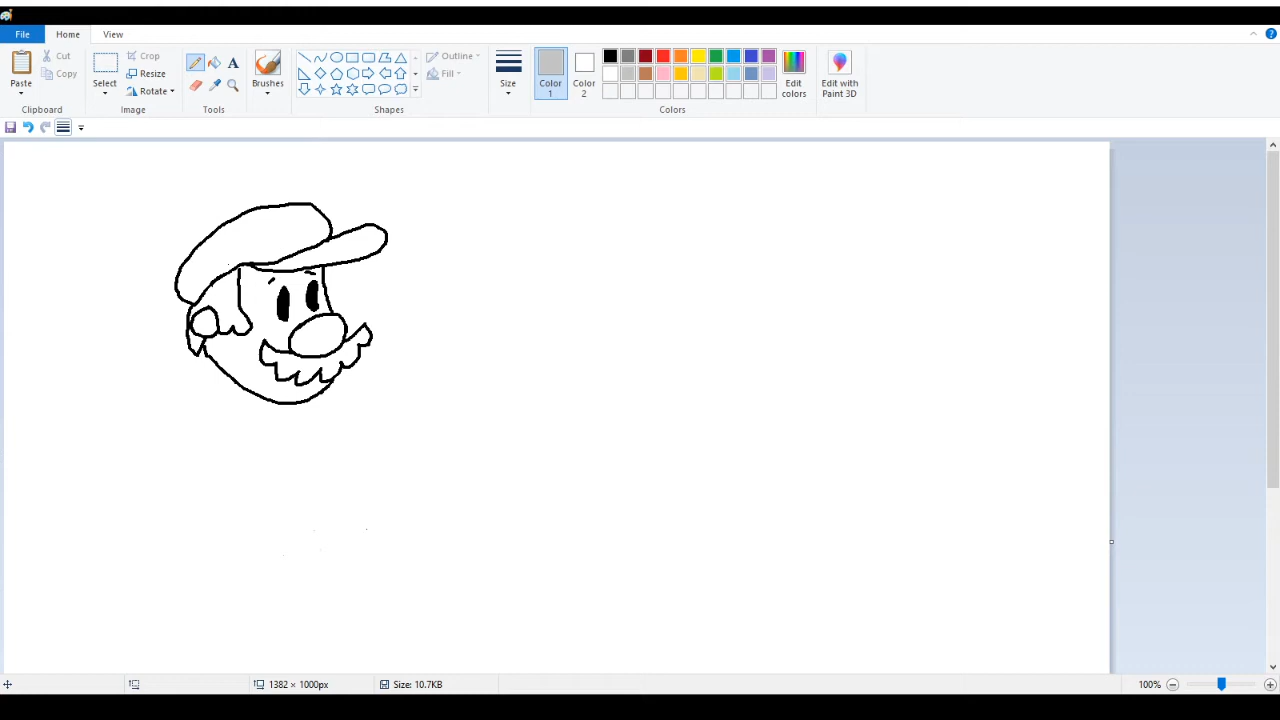 File Home View
Paste Cut Copy
Clipboard
Select Crop Resize Rotate
Image
Tools
Brushes
Shapes
Outline Fill
Size
Color 1
Color 2
Edit colors
Colors
Edit with Paint 3D
1382 × 1000px
Size: 10.7KB
100%